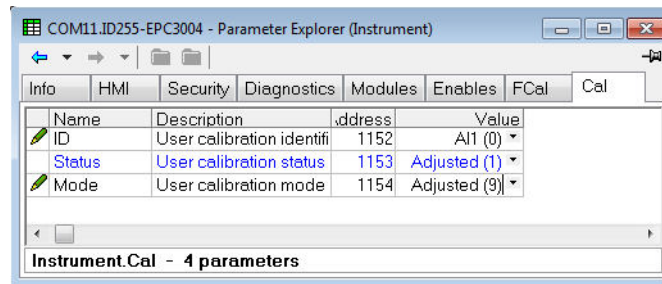 COM11.ID255-EPC3004 - Parameter Explorer (Instrument)
Info HMI Security Diagnostics Modules Enables FCal Cal
Name Description ddress Value
ID User calibration identifi 1152 AI1 (0)
Status User calibration status 1153 Adjusted (1)
Mode User calibration mode 1154 Adjusted (9)
Instrument.Cal - 4 parameters